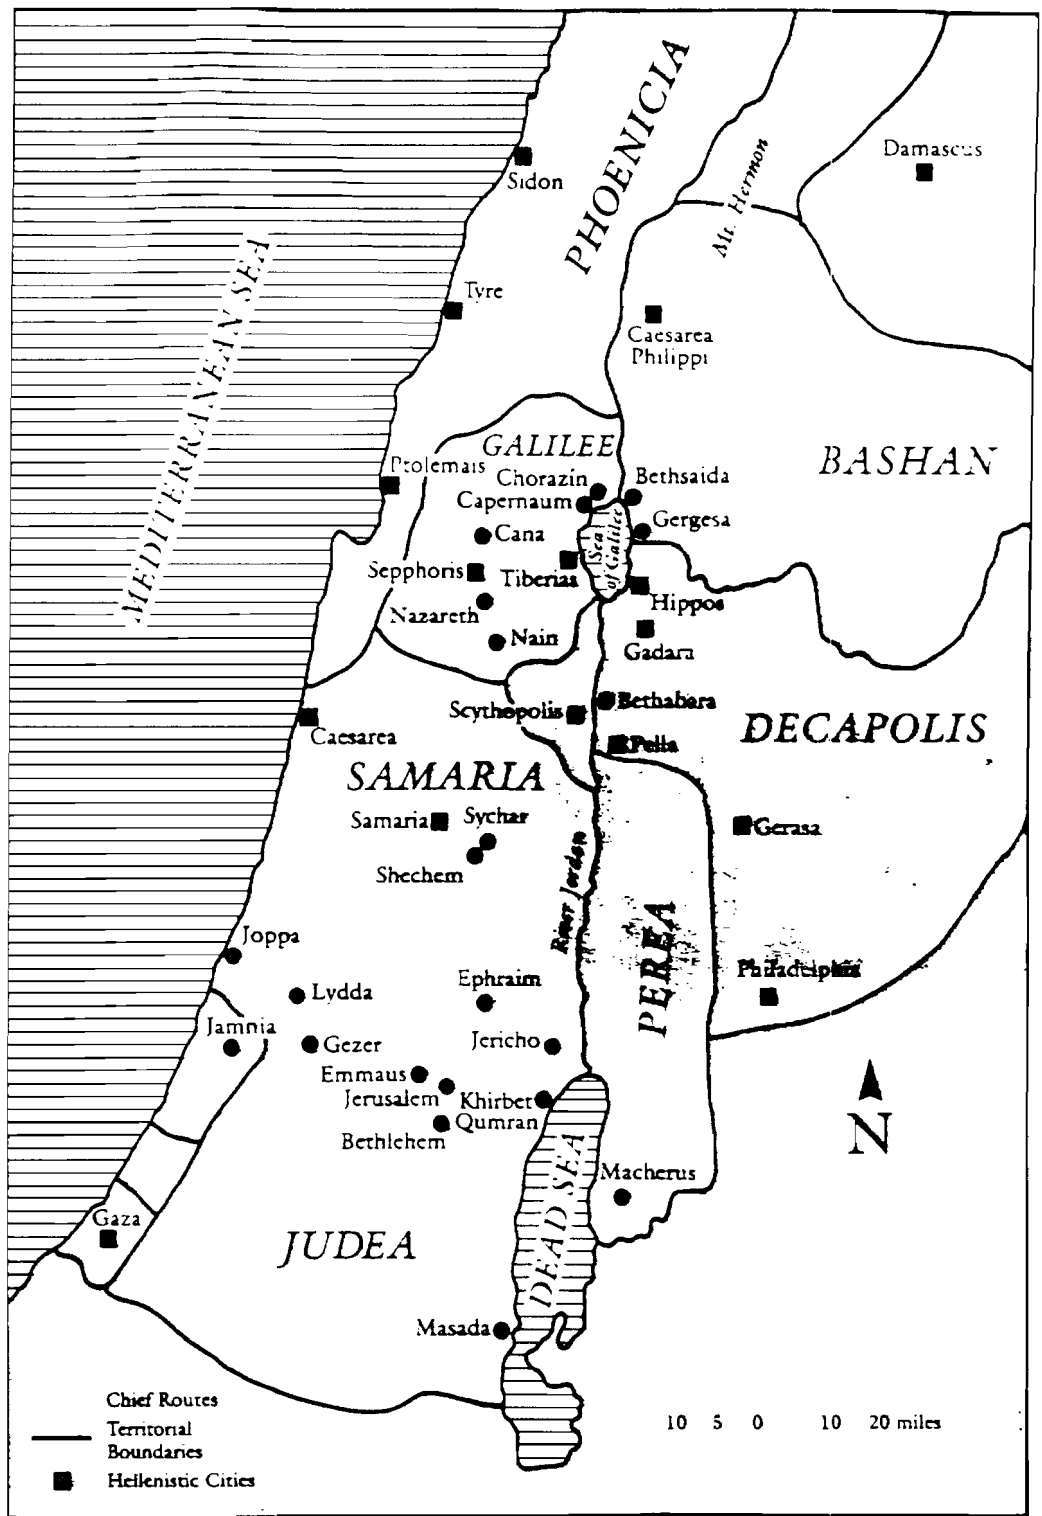 PHOENICIA
Damascus
Mt. Hermon
Sidon
MEDITERRANEAN SEA
Tyre
Caesarea
Philippi
GALILEE
BASHAN
Ptolemais
Chorazin
Bethsaida
Capernaum
Gergesa
Cana
Sea
of Galilee
Sepphoris
Tiberias
Hippos
Nazareth
Nain
Gadara
Scythopolis
Bethabara
Caesarea
Pella
DECAPOLIS
SAMARIA
Samaria
Sychar
Gerasa
Shechem
River Jordan
PEREA
Joppa
Philadelphia
Lydda
Ephraim
Jamnia
Gezer
Jericho
Emmaus
Jerusalem
Khirbet
Qumran
Bethlehem
N
Macherus
Gaza
JUDEA
DEAD SEA
Masada
Chief Routes
Territorial
Boundaries
Hellenistic Cities
10 5 0 10 20 miles